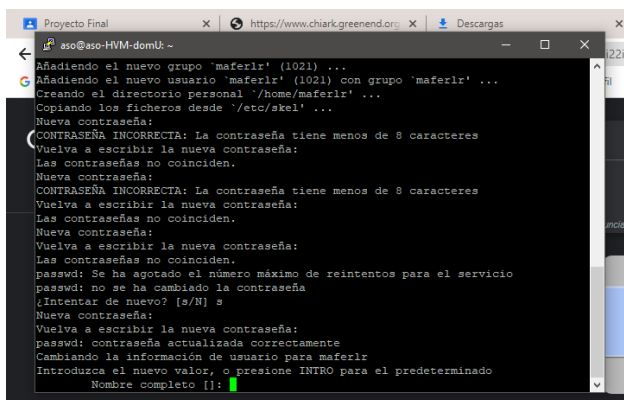 Proyecto Final
https://www.chiark.greenend.org
Descargas
aso@aso-HVM-domU: ~
Añadiendo el nuevo grupo `maferlr' (1021) ...
Añadiendo el nuevo usuario `maferlr' (1021) con grupo `maferlr' ...
Creando el directorio personal `/home/maferlr' ...
Copiando los ficheros desde `/etc/skel' ...
Nueva contraseña:
CONTRASEÑA INCORRECTA: La contraseña tiene menos de 8 caracteres
Vuelva a escribir la nueva contraseña:
Las contraseñas no coinciden.
Nueva contraseña:
CONTRASEÑA INCORRECTA: La contraseña tiene menos de 8 caracteres
Vuelva a escribir la nueva contraseña:
Las contraseñas no coinciden.
Nueva contraseña:
Vuelva a escribir la nueva contraseña:
Las contraseñas no coinciden.
passwd: Se ha agotado el número máximo de reintentos para el servicio
passwd: no se ha cambiado la contraseña
¿Intentar de nuevo? [s/N] s
Nueva contraseña:
Vuelva a escribir la nueva contraseña:
passwd: contraseña actualizada correctamente
Cambiando la información de usuario para maferlr
Introduzca el nuevo valor, o presione INTRO para el predeterminado
Nombre completo []: